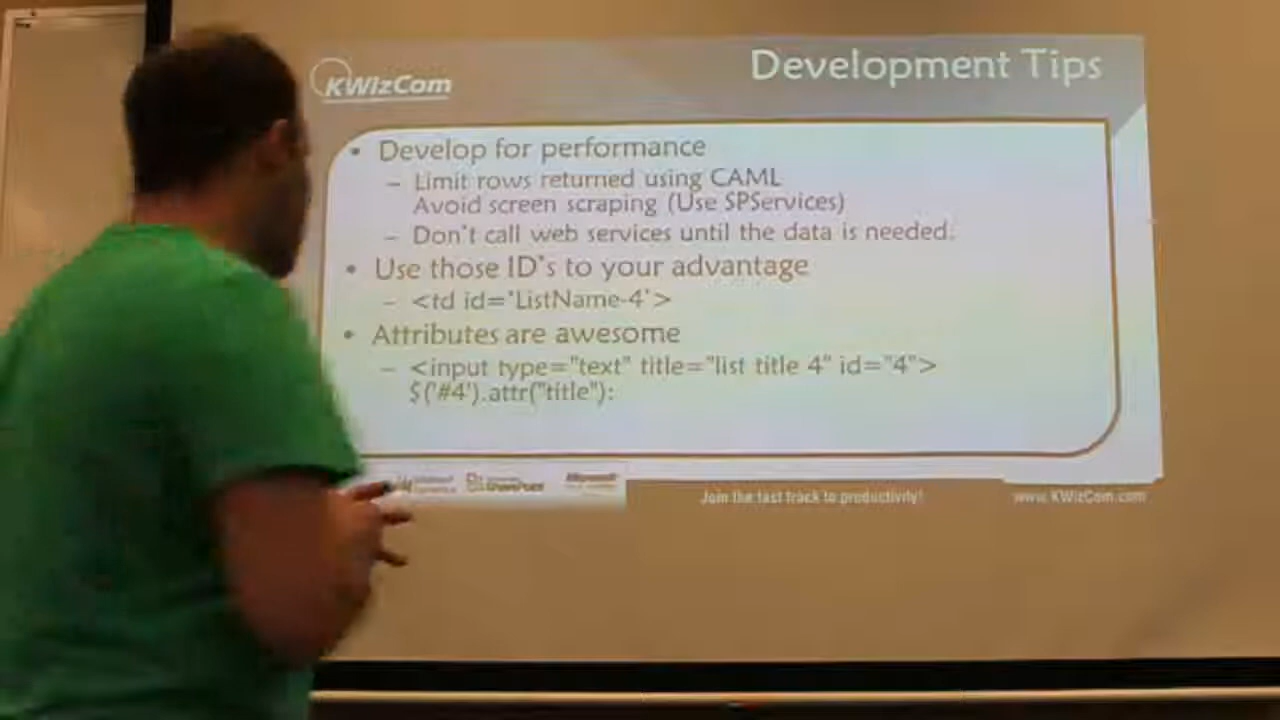 KWizCom
Development Tips
• Develop for performance
– Limit rows returned using CAML
Avoid screen scraping (Use SPServices)
– Don't call web services until the data is needed.
• Use those ID's to your advantage
– <td id='ListName-4'>
• Attributes are awesome
– <input type="text" title="list title 4" id="4">
$('#4').attr("title");
Microsoft
Join the fast track to productivity!
www.KWizCom.com